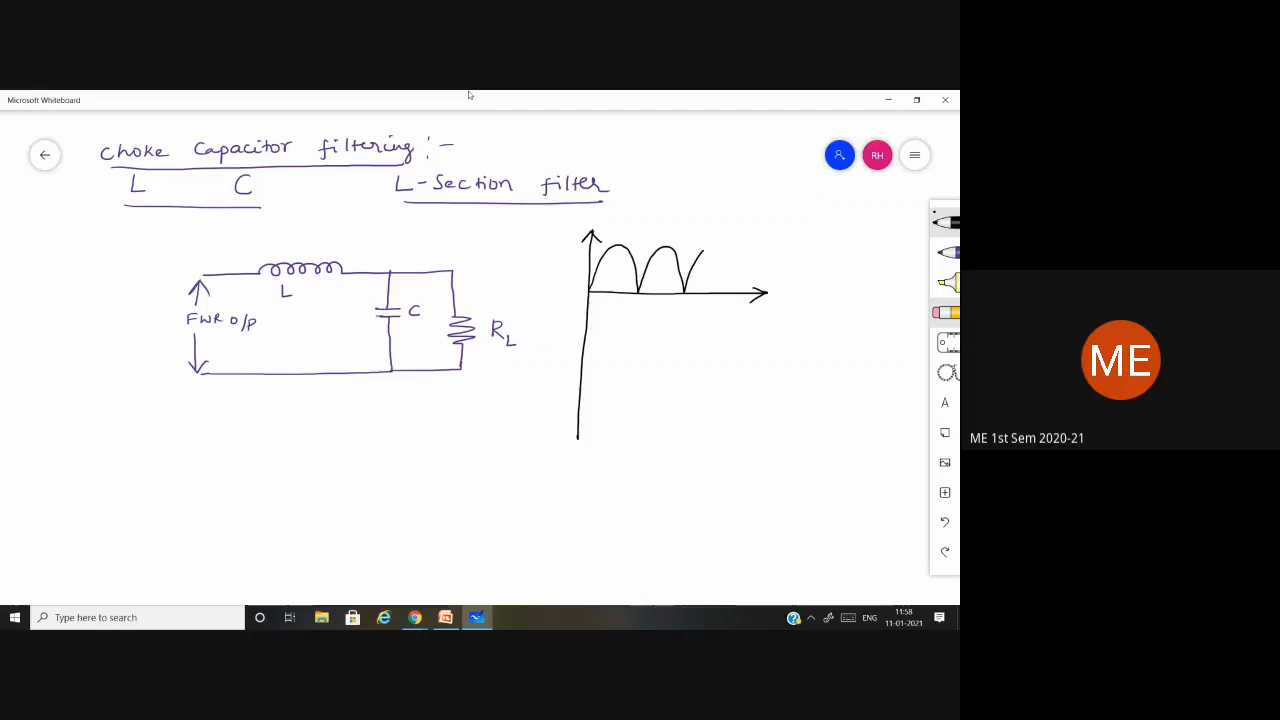 Microsoft Whiteboard
Choke Capacitor filtering :-
L C L-Section filter
RH
L
FWR O/P
C
RL
A
ME
ME 1st Sem 2020-21
Type here to search
ENG
11:58
11-01-2021